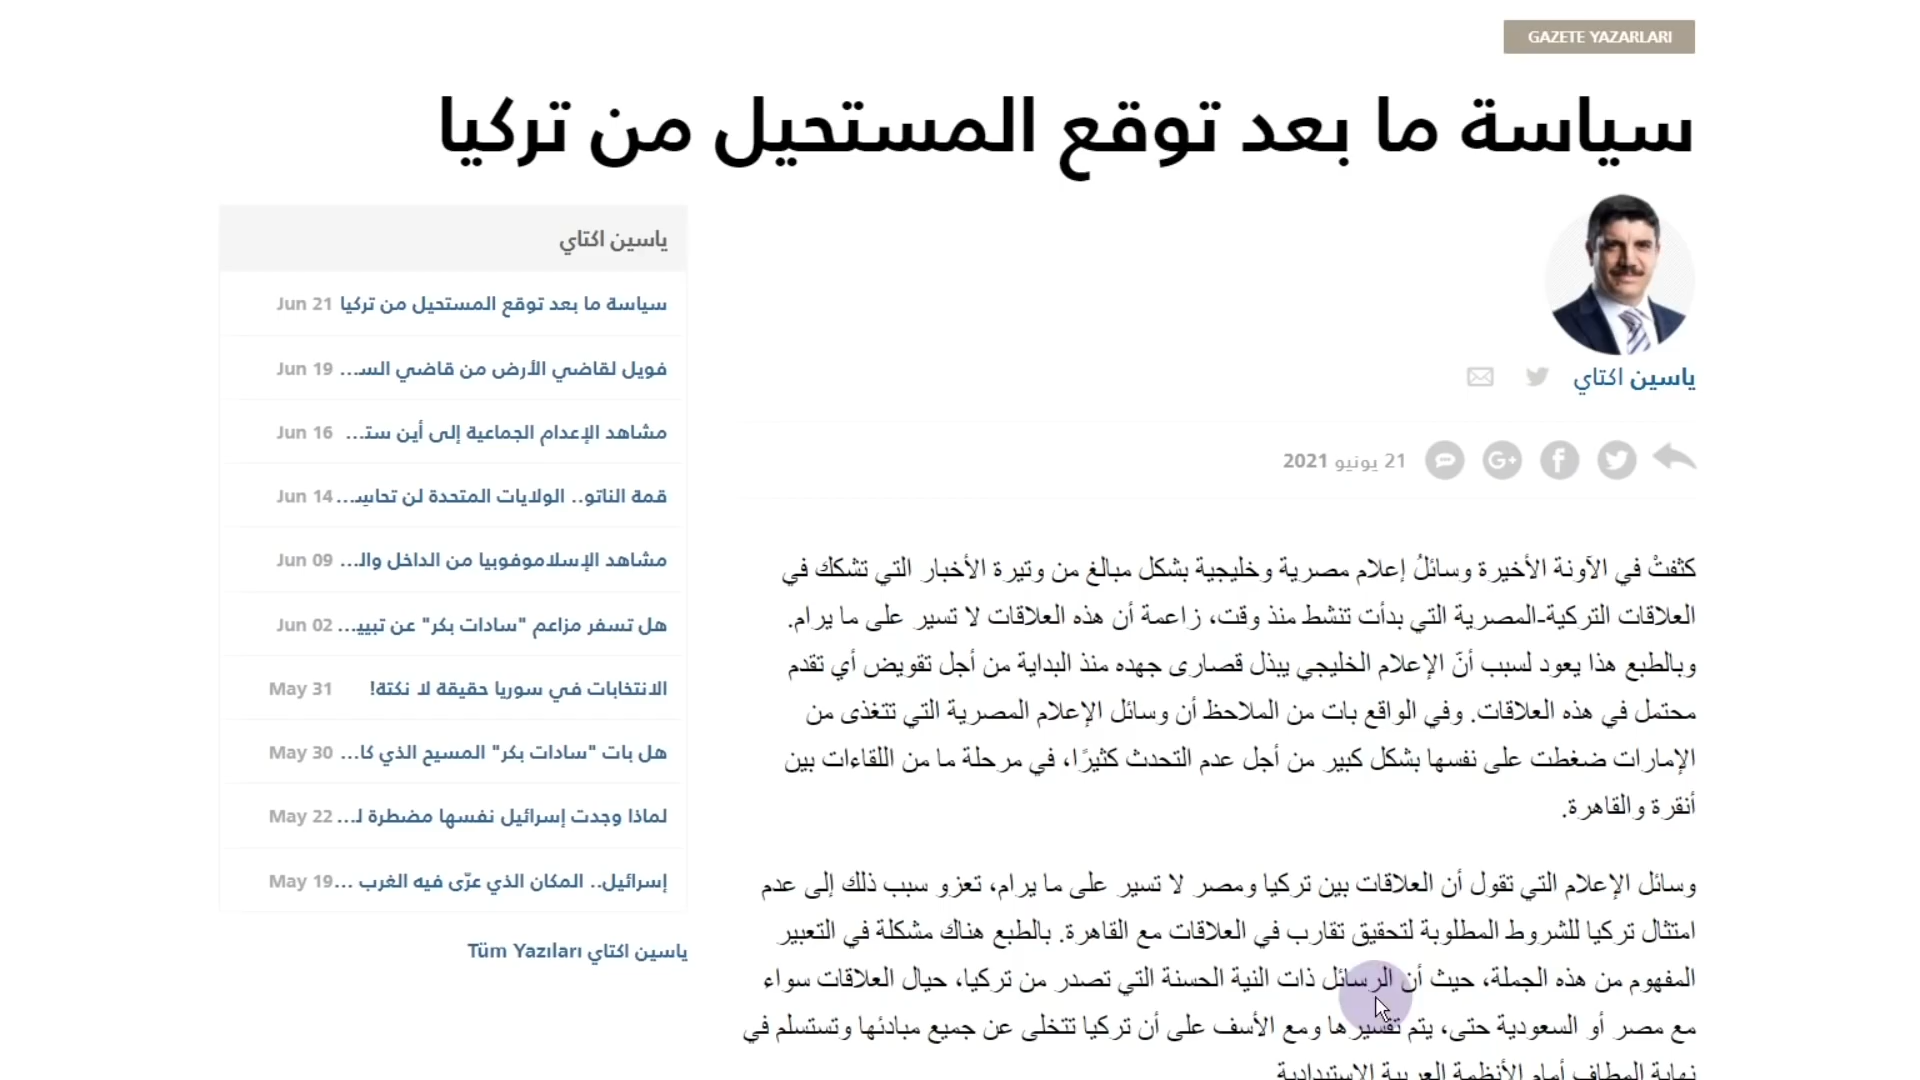 GAZETE YAZARLARI
سياسة ما بعد توقع المستحيل من تركيا
ياسين اكتاي
21 يونيو 2021
كثفتْ في الآونة الأخيرة وسائلُ إعلام مصرية وخليجية بشكل مبالغ من وتيرة الأخبار التي تشكك في
العلاقات التركية-المصرية التي بدأت تنشط منذ وقت، زاعمة أن هذه العلاقات لا تسير على ما يرام.
وبالطبع هذا يعود لسبب أنّ الإعلام الخليجي يبذل قصارى جهده منذ البداية من أجل تقويض أي تقدم
محتمل في هذه العلاقات. وفي الواقع بات من الملاحظ أن وسائل الإعلام المصرية التي تتغذى من
الإمارات ضغطت على نفسها بشكل كبير من أجل عدم التحدث كثيرًا، في مرحلة ما من اللقاءات بين
أنقرة والقاهرة.
وسائل الإعلام التي تقول أن العلاقات بين تركيا ومصر لا تسير على ما يرام، تعزو سبب ذلك إلى عدم
امتثال تركيا للشروط المطلوبة لتحقيق تقارب في العلاقات مع القاهرة. بالطبع هناك مشكلة في التعبير
المفهوم من هذه الجملة، حيث أن الرسائل ذات النية الحسنة التي تصدر من تركيا، حيال العلاقات سواء
مع مصر أو السعودية حتى، يتم تفسيرها ومع الأسف على أن تركيا تتخلى عن جميع مبادئها وتستسلم في
نهاية المطاف أمام الأنظمة العربية الاستبدادية
ياسين اكتاي
سياسة ما بعد توقع المستحيل من تركيا Jun 21
فويل لقاضي الأرض من قاضي السـ... Jun 19
مشاهد الإعدام الجماعية إلى أين ستـ... Jun 16
قمة الناتو.. الولايات المتحدة لن تحاسـ... Jun 14
مشاهد الإسلاموفوبيا من الداخل والـ... Jun 09
هل تسفر مزاعم "سادات بكر" عن تبييـ... Jun 02
الانتخابات في سوريا حقيقة لا نكتة! May 31
هل بات "سادات بكر" المسيح الذي كا... May 30
لماذا وجدت إسرائيل نفسها مضطرة لـ... May 22
إسرائيل.. المكان الذي عرّى فيه الغرب ... May 19
ياسين اكتاي Tüm Yazıları